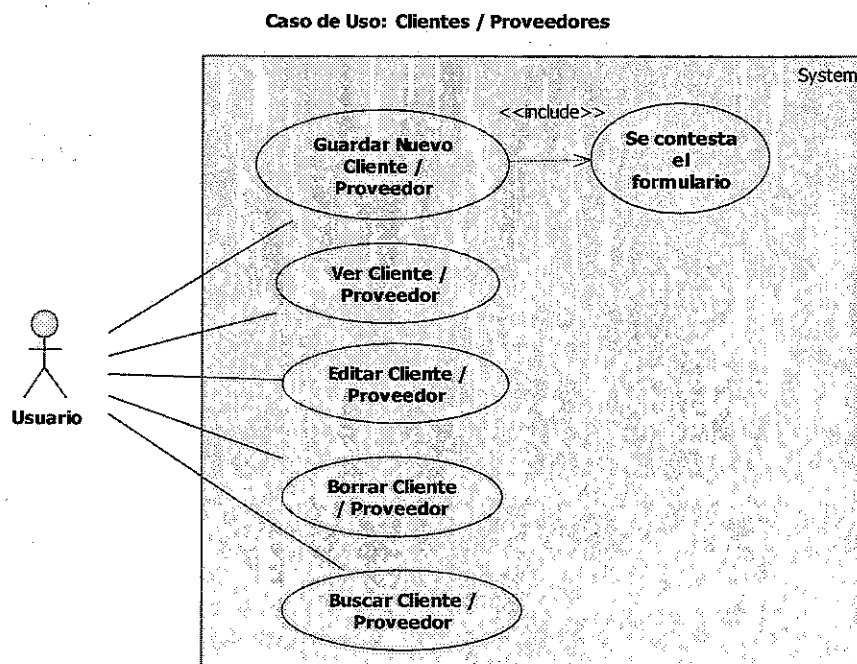 Caso de Uso: Clientes / Proveedores
System
<<include>>
Guardar Nuevo
Cliente /
Proveedor
Se contesta
el
formulario
Ver Cliente /
Proveedor
Editar Cliente /
Proveedor
Usuario
Borrar Cliente
/ Proveedor
Buscar Cliente /
Proveedor